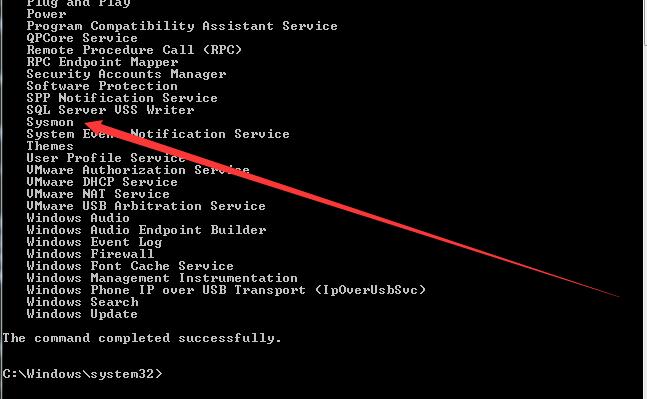 Plug and Play
Power
Program Compatibility Assistant Service
QPCore Service
Remote Procedure Call (RPC)
RPC Endpoint Mapper
Security Accounts Manager
Software Protection
SPP Notification Service
SQL Server VSS Writer
Sysmon
System Event Notification Service
Themes
User Profile Service
VMware Authorization Service
VMware DHCP Service
VMware NAT Service
VMware USB Arbitration Service
Windows Audio
Windows Audio Endpoint Builder
Windows Event Log
Windows Firewall
Windows Font Cache Service
Windows Management Instrumentation
Windows Phone IP over USB Transport (IpOverUsbSvc)
Windows Search
Windows Update
The command completed successfully.
C:\Windows\system32>